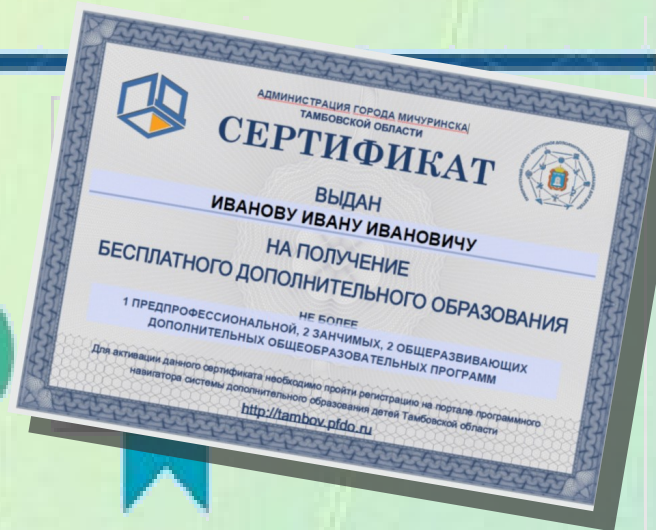 АДМИНИСТРАЦИЯ ГОРОДА МИЧУРИНСКА
ТАМБОВСКОЙ ОБЛАСТИ
СЕРТИФИКАТ
ВЫДАН
ИВАНОВУ ИВАНУ ИВАНОВИЧУ
НА ПОЛУЧЕНИЕ
БЕСПЛАТНОГО ДОПОЛНИТЕЛЬНОГО ОБРАЗОВАНИЯ
НЕ БОЛЕЕ
1 ПРЕДПРОФЕССИОНАЛЬНОЙ, 2 ЗАНЧИМЫХ, 2 ОБЩЕРАЗВИВАЮЩИХ
ДОПОЛНИТЕЛЬНЫХ ОБЩЕОБРАЗОВАТЕЛЬНЫХ ПРОГРАММ
Для активации данного сертификата необходимо пройти регистрацию на портале программного
навигатора системы дополнительного образования детей Тамбовской области
http://tambov.pfdo.ru